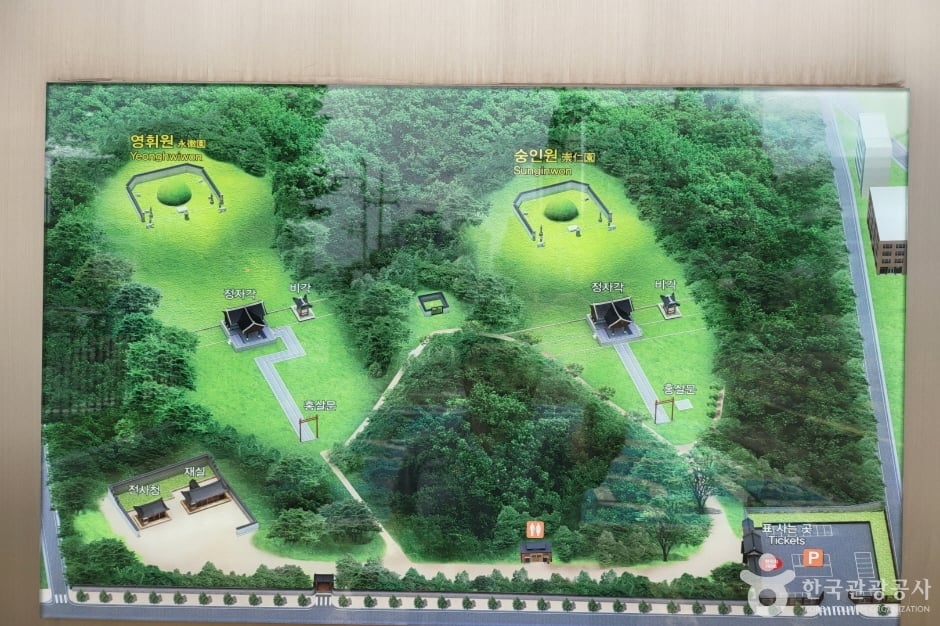 영휘원 永徽園
Yeonghwiwon
숭인원 崇仁園
Sunginwon
정자각
비각
정자각
비각
홍살문
홍살문
재실
전사청
표 사는 곳
Tickets
P
한국관광공사
ORGANIZATION